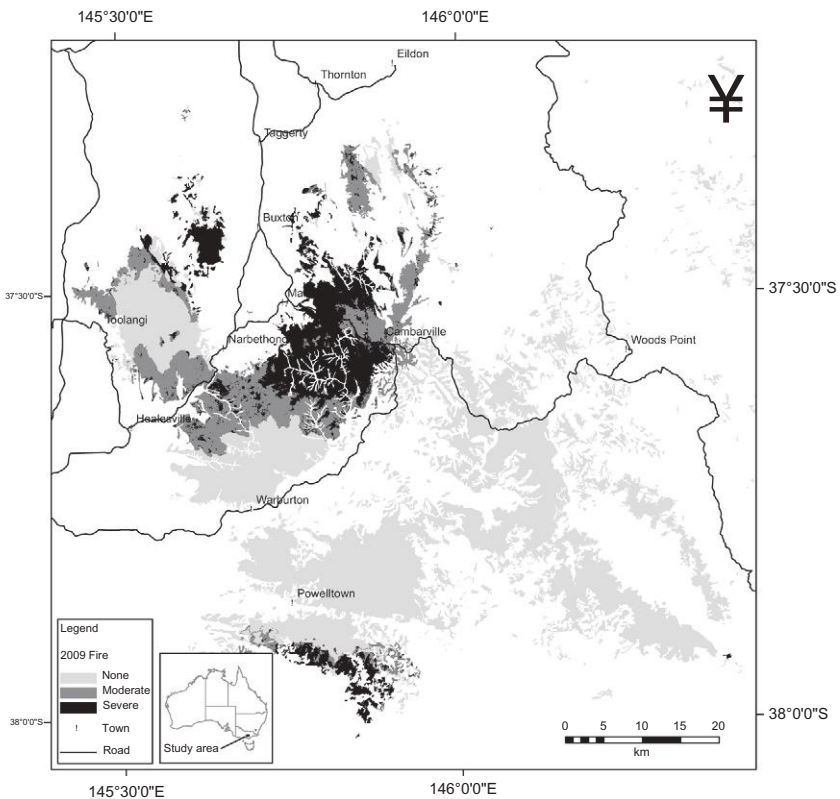 145°30'0"E
146°0'0"E
Eildon
Thornton
¥
Taggerty
Buxton
37°30'0"S
37°30'0"S
Ma
Toolangi
Cambarville
Narbethong
Woods Point
Healesville
Warburton
Powelltown
Legend
2009 Fire
None
Moderate
Severe
! Town
Road
Study area
0 5 10 15 20
km
38°0'0"S
38°0'0"S
145°30'0"E
146°0'0"E